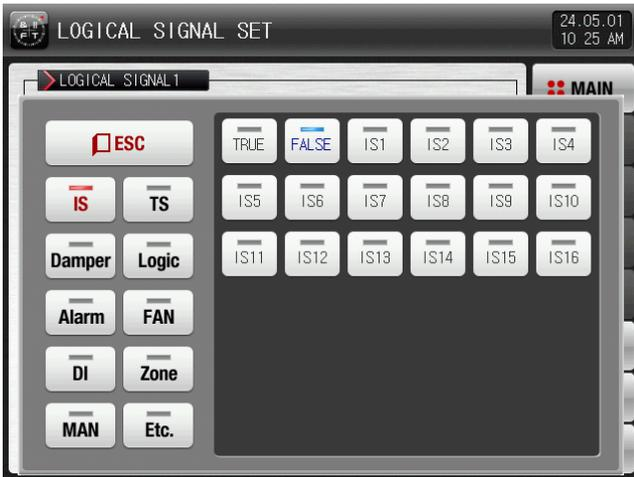 LOGICAL SIGNAL SET
24.05.01
10 25 AM
LOGICAL SIGNAL1
MAIN
ESC
IS TS
Damper Logic
Alarm FAN
DI Zone
MAN Etc.
TRUE FALSE IS1 IS2 IS3 IS4
IS5 IS6 IS7 IS8 IS9 IS10
IS11 IS12 IS13 IS14 IS15 IS16